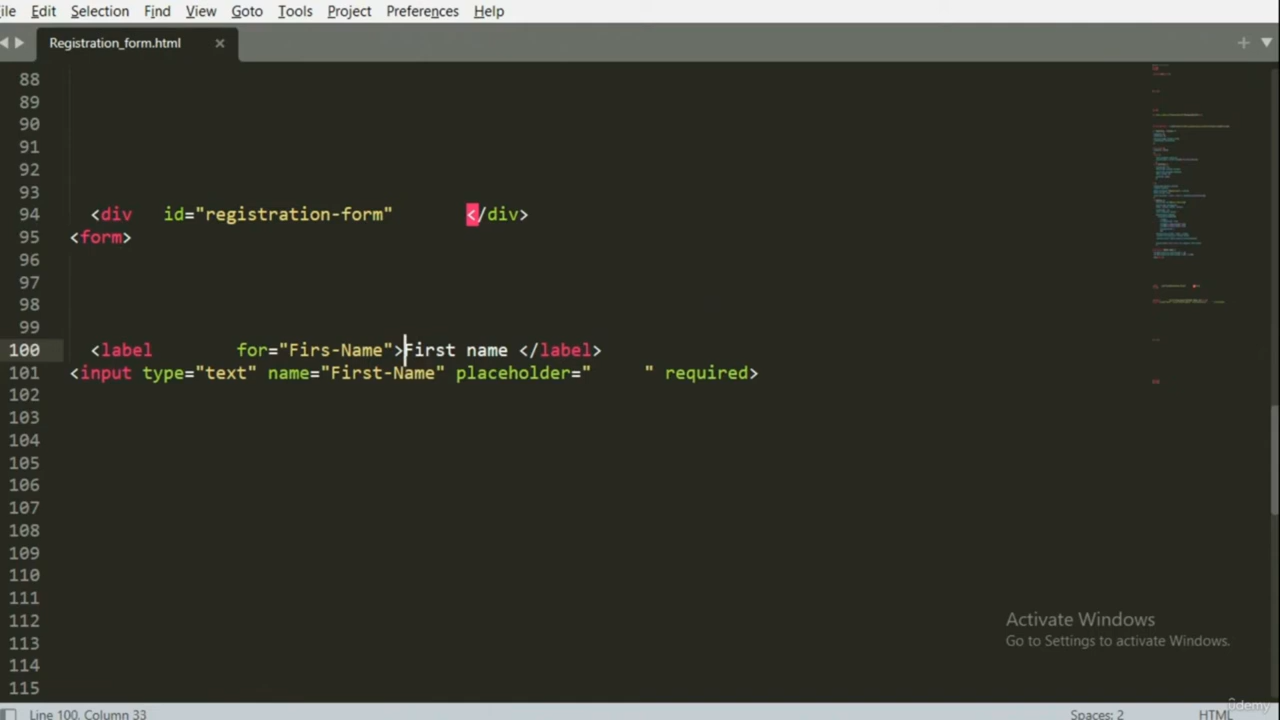 ile Edit Selection Find View Goto Tools Project Preferences Help
Registration_form.html
88
89
90
91
92
93
94 <div id="registration-form" </div>
95 <form>
96
97
98
99
100 <label for="Firs-Name">First name </label>
101 <input type="text" name="First-Name" placeholder=" " required>
102
103
104
105
106
107
108
109
110
111
112
113
114
115
Activate Windows
Go to Settings to activate Windows.
Line 100, Column 33 Spaces: 2 HTML
ûdemy